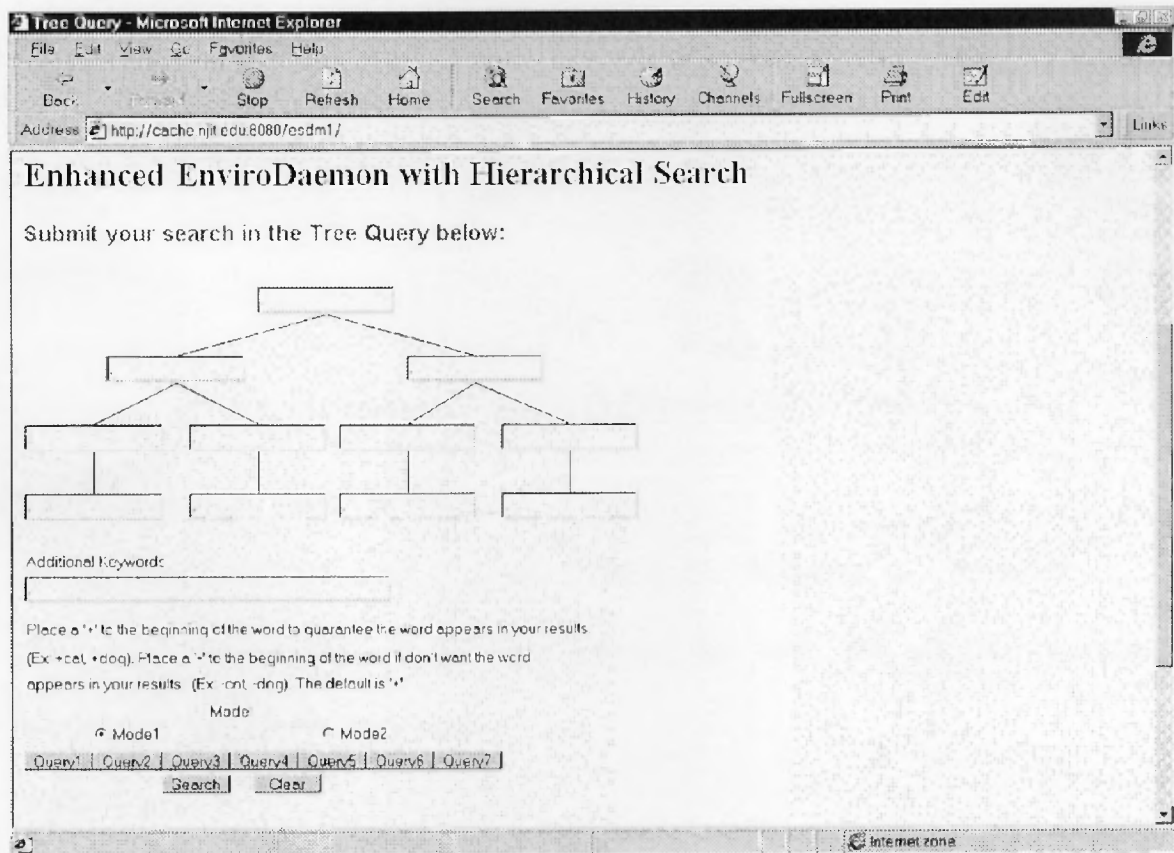 Tree Query - Microsoft Internet Explorer
File Edit View Go Favorites Help
Back Forward Stop Refresh Home Search Favorites History Channels Fullscreen Print Edit
Address http://cache.njit.edu:8080/esdm1/ Links
Enhanced EnviroDaemon with Hierarchical Search
Submit your search in the Tree Query below:
Additional Keywords
Place a '+' to the beginning of the word to quarantee the word appears in your results
(Ex: +cat, +dog). Place a '-' to the beginning of the word if don't want the word
appears in your results. (Ex: -cat, -dog). The default is '+'
Mode
Mode1 Mode2
Query1 Query2 Query3 Query4 Query5 Query6 Query7
Search Clear
Internet zone